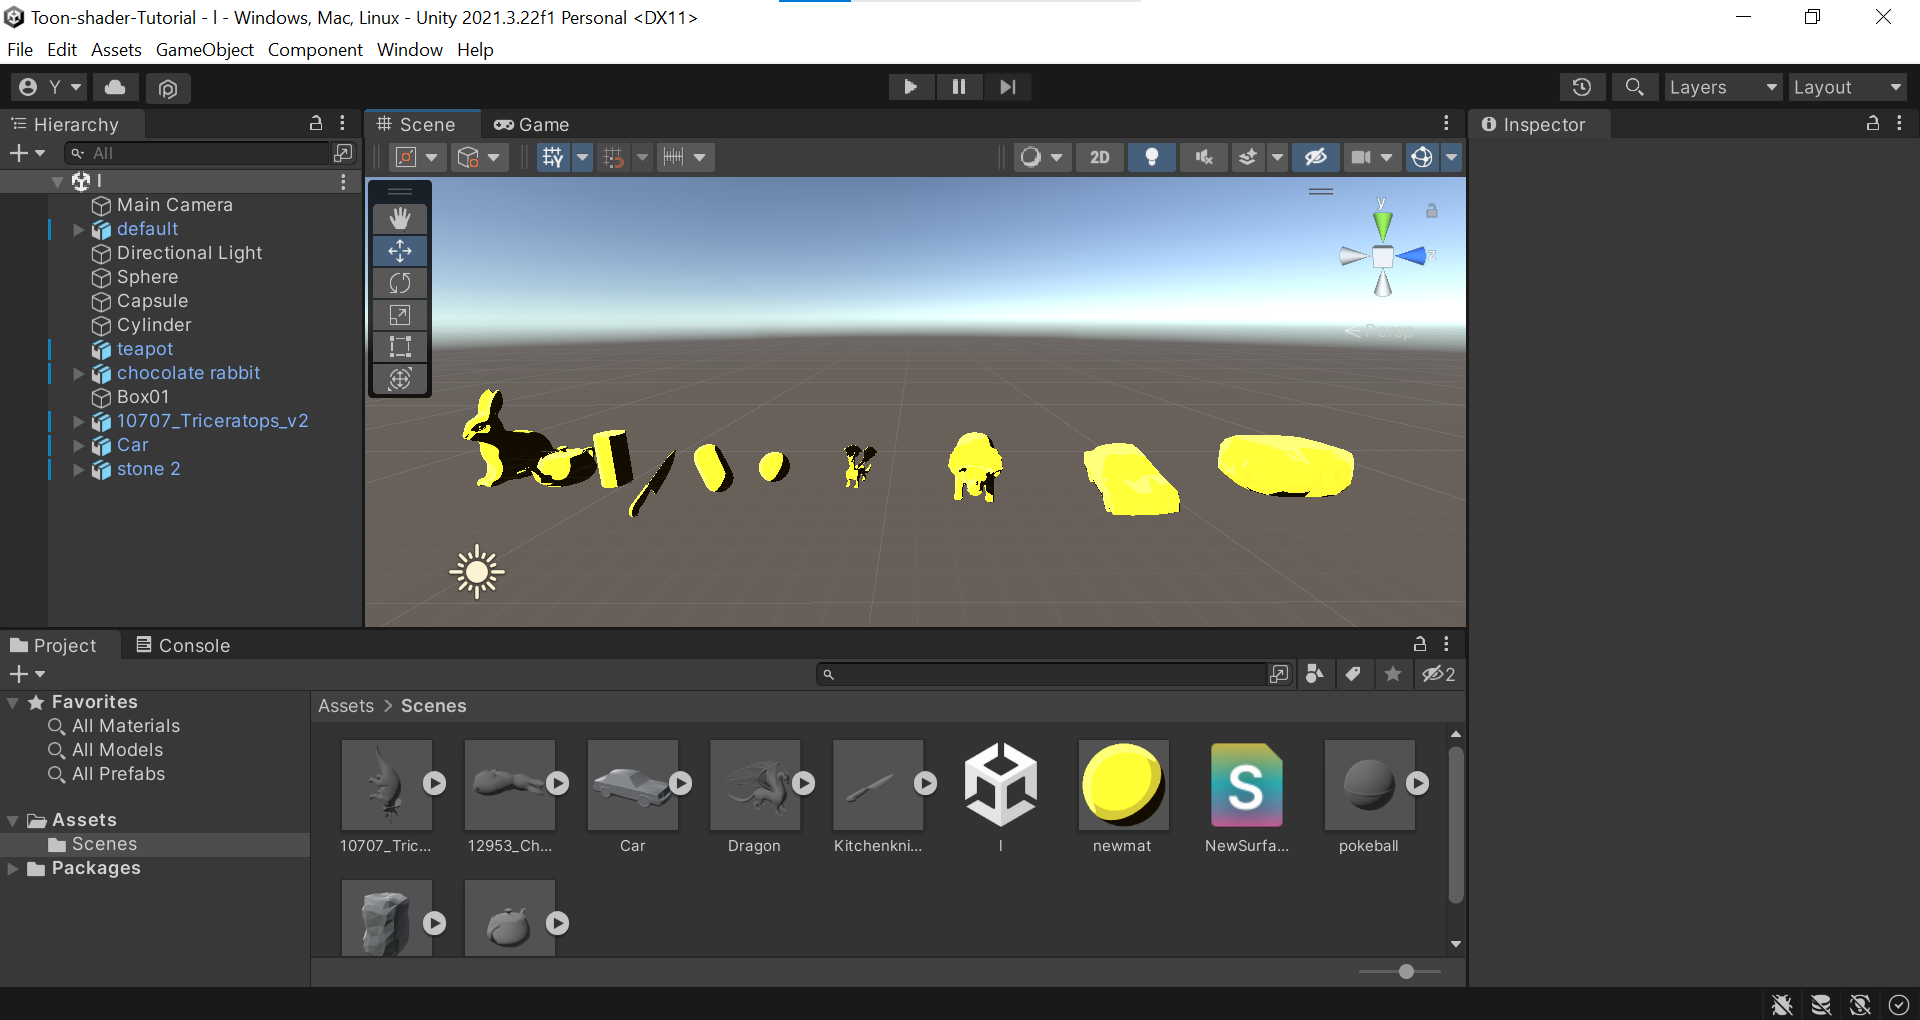 Toon-shader-Tutorial - l - Windows, Mac, Linux - Unity 2021.3.22f1 Personal <DX11>
File Edit Assets GameObject Component Window Help
Y Layers Layout
Hierarchy
All
l
Main Camera
default
Directional Light
Sphere
Capsule
Cylinder
teapot
chocolate rabbit
Box01
10707_Triceratops_v2
Car
stone 2
Scene Game
2D
y
z
Persp
Inspector
Project Console
2
Favorites
All Materials
All Models
All Prefabs
Assets
Scenes
Packages
Assets > Scenes
10707_Tric...
12953_Ch...
Car
Dragon
Kitchenkni...
l
newmat
S
NewSurfa...
pokeball